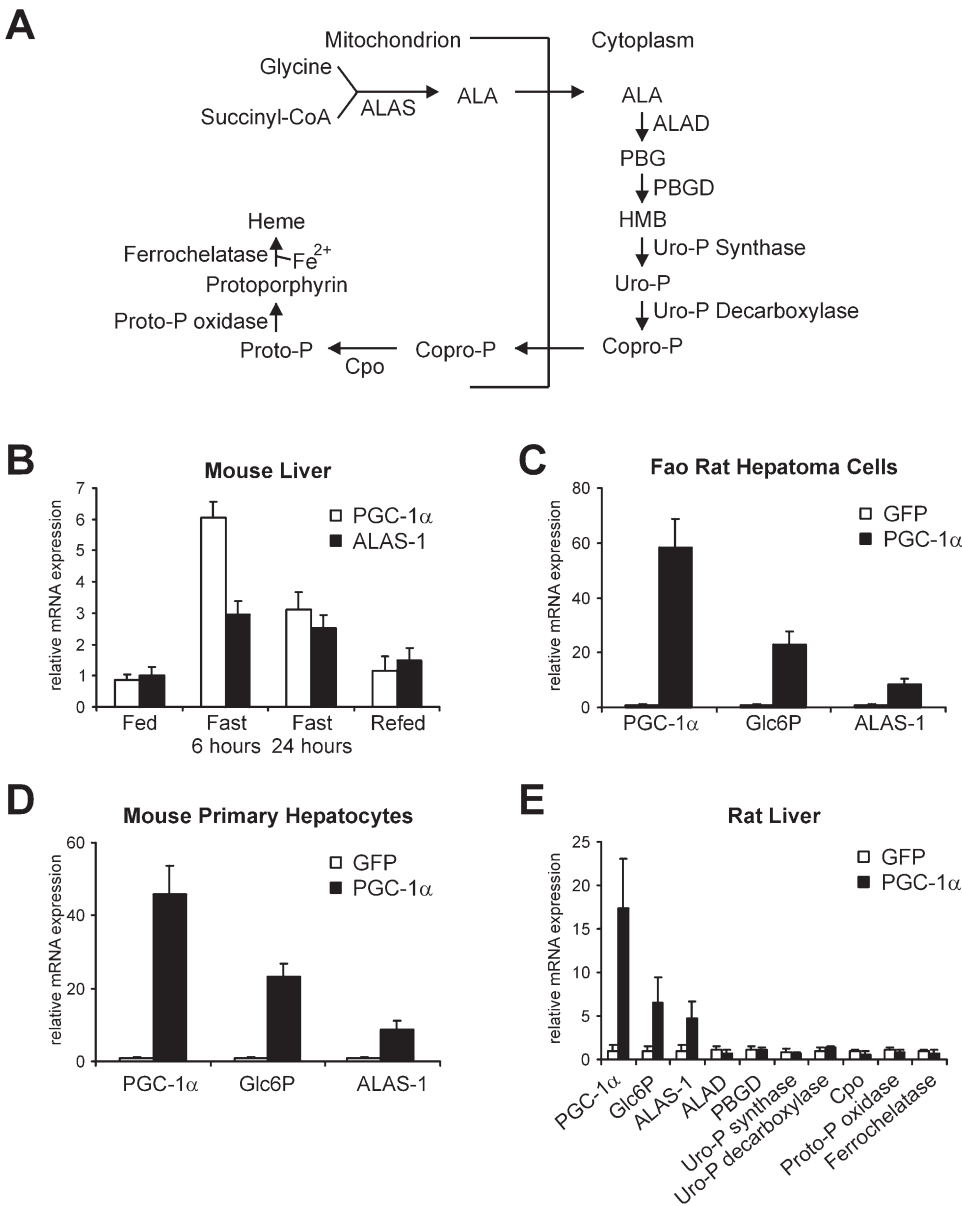 A
Mitochondrion
Cytoplasm
Glycine
Succinyl-CoA
ALAS
ALA
ALA
ALAD
PBG
PBGD
HMB
Uro-P Synthase
Uro-P
Uro-P Decarboxylase
Copro-P
Copro-P
Cpo
Proto-P
Proto-P oxidase
Protoporphyrin
Ferrochelatase
Fe2+
Heme
B
Mouse Liver
relative mRNA expression
7
6
5
4
3
2
1
0
PGC-1α
ALAS-1
Fed
Fast
6 hours
Fast
24 hours
Refed
C
Fao Rat Hepatoma Cells
relative mRNA expression
80
60
40
20
0
GFP
PGC-1α
PGC-1α
Glc6P
ALAS-1
D
Mouse Primary Hepatocytes
relative mRNA expression
60
40
20
0
GFP
PGC-1α
PGC-1α
Glc6P
ALAS-1
E
Rat Liver
relative mRNA expression
25
20
15
10
5
0
GFP
PGC-1α
PGC-1α
Glc6P
ALAS-1
ALAD
PBGD
Uro-P synthase
Uro-P decarboxylase
Cpo
Proto-P oxidase
Ferrochelatase